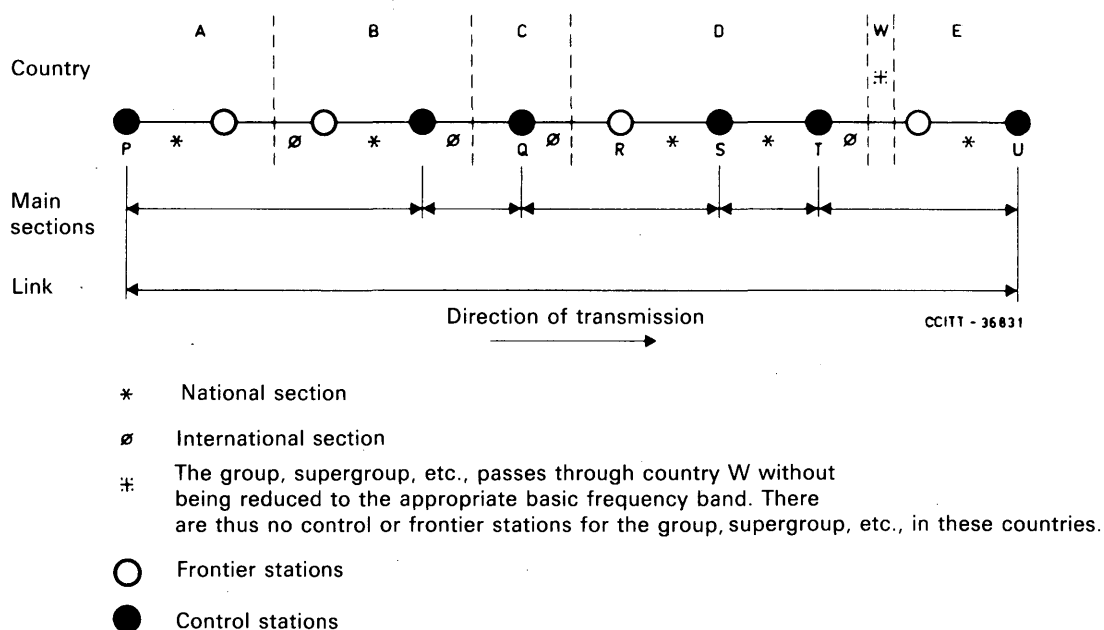 A B C D W E
Country
⁜
* ø * ø ø * * ø *
P Q R S T U
Main
sections
Link
Direction of transmission
CCITT - 36831
* National section
ø International section
⁜ The group, supergroup, etc., passes through country W without
being reduced to the appropriate basic frequency band. There
are thus no control or frontier stations for the group, supergroup, etc., in these countries.
Frontier stations
Control stations